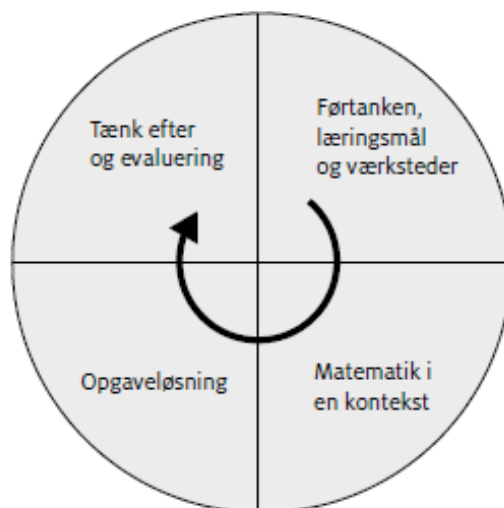 Tænk efter
og evaluering
Førtanken,
læringsmål
og værksteder
Opgaveløsning
Matematik i
en kontekst